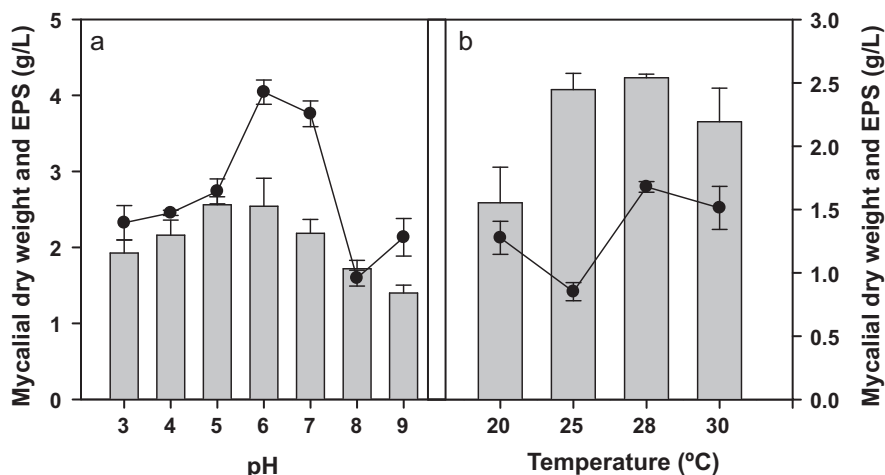 Mycalial dry weight and EPS (g/L)
5
4
3
2
1
0
a
3 4 5 6 7 8 9
pH
b
20 25 28 30
Temperature (ºC)
3.0
2.5
2.0
1.5
1.0
0.5
0.0
Mycalial dry weight and EPS (g/L)